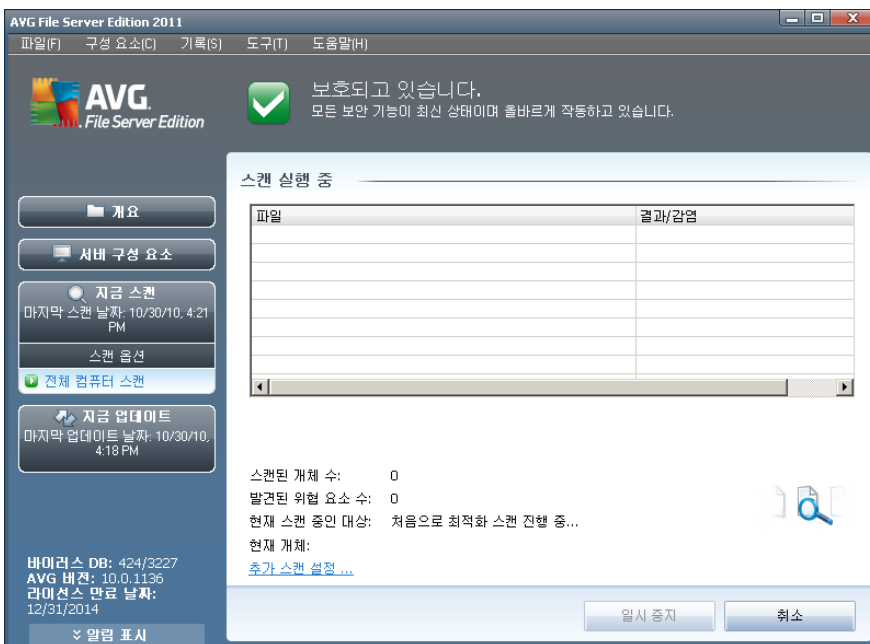 AVG File Server Edition 2011
파일(F) 구성 요소(C) 기록(S) 도구(T) 도움말(H)
AVG.
File Server Edition
보호되고 있습니다.
모든 보안 기능이 최신 상태이며 올바르게 작동하고 있습니다.
개요
서버 구성 요소
지금 스캔
마지막 스캔 날짜: 10/30/10, 4:21
PM
스캔 옵션
전체 컴퓨터 스캔
지금 업데이트
마지막 업데이트 날짜: 10/30/10,
4:18 PM
바이러스 DB: 424/3227
AVG 버전: 10.0.1136
라이센스 만료 날짜:
12/31/2014
알림 표시
스캔 실행 중
파일 결과/감염
스캔된 개체 수: 0
발견된 위협 요소 수: 0
현재 스캔 중인 대상: 처음으로 최적화 스캔 진행 중...
현재 개체:
추가 스캔 설정 ...
일시 중지 취소